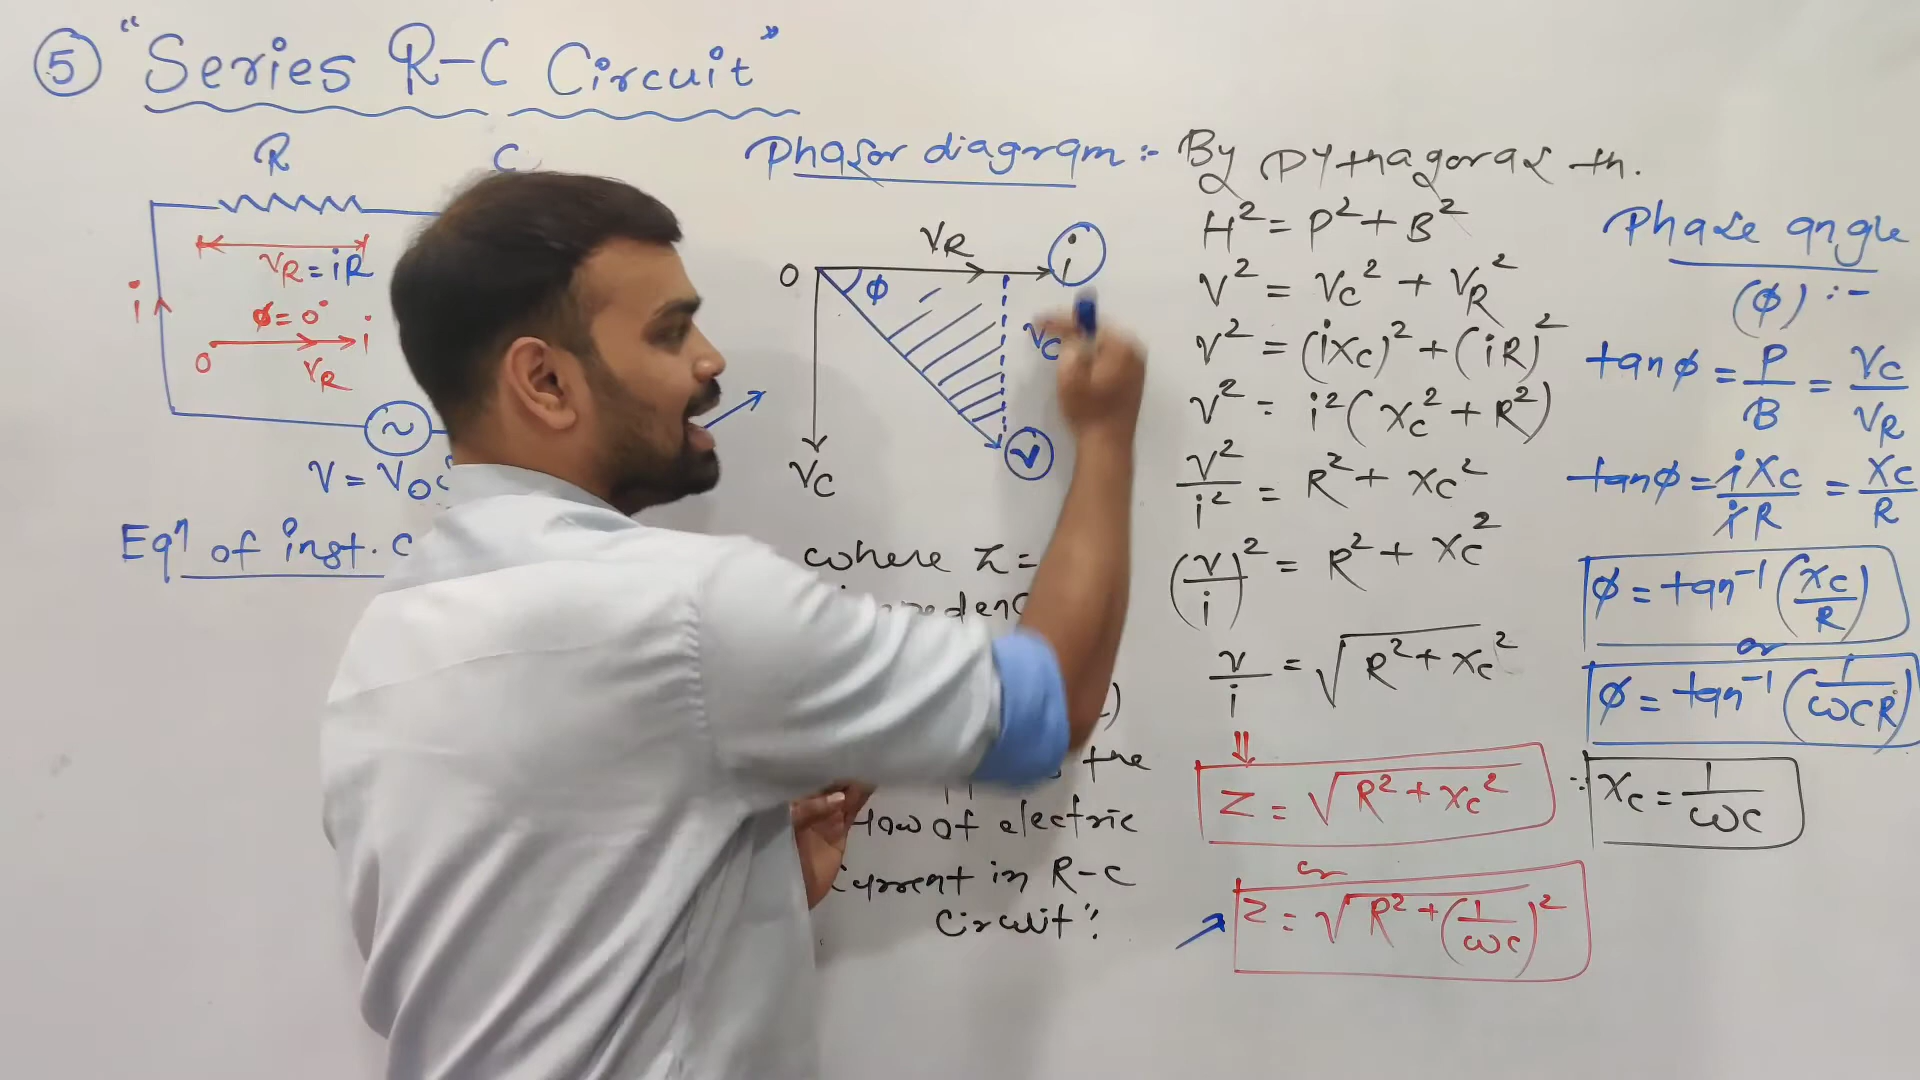 ⑤ "Series R-C Circuit"
R
C
VR = iR
i
ϕ = 0°
0
i
VR
~
V = V0
Eqn of inst. c
Phasor diagram :-
VR
i
0
ϕ
VC
V
VC
where Z =
the
flow of electric
current in R-C
Circuit".
By Pythagoras th.
H² = P² + B²
V² = VC² + VR²
V² = (iXC)² + (iR)²
V² = i²(XC² + R²)
V²/i² = R² + XC²
(V/i)² = R² + XC²
V/i = √(R² + XC²)
⇓
Z = √(R² + XC²)
or
Z = √(R² + (1/ωC)²)
Phase angle
(ϕ) :-
tanϕ = P/B = VC/VR
tanϕ = iXC/iR = XC/R
ϕ = tan⁻¹(XC/R)
or
ϕ = tan⁻¹(1/ωCR)
∵ XC = 1/ωC